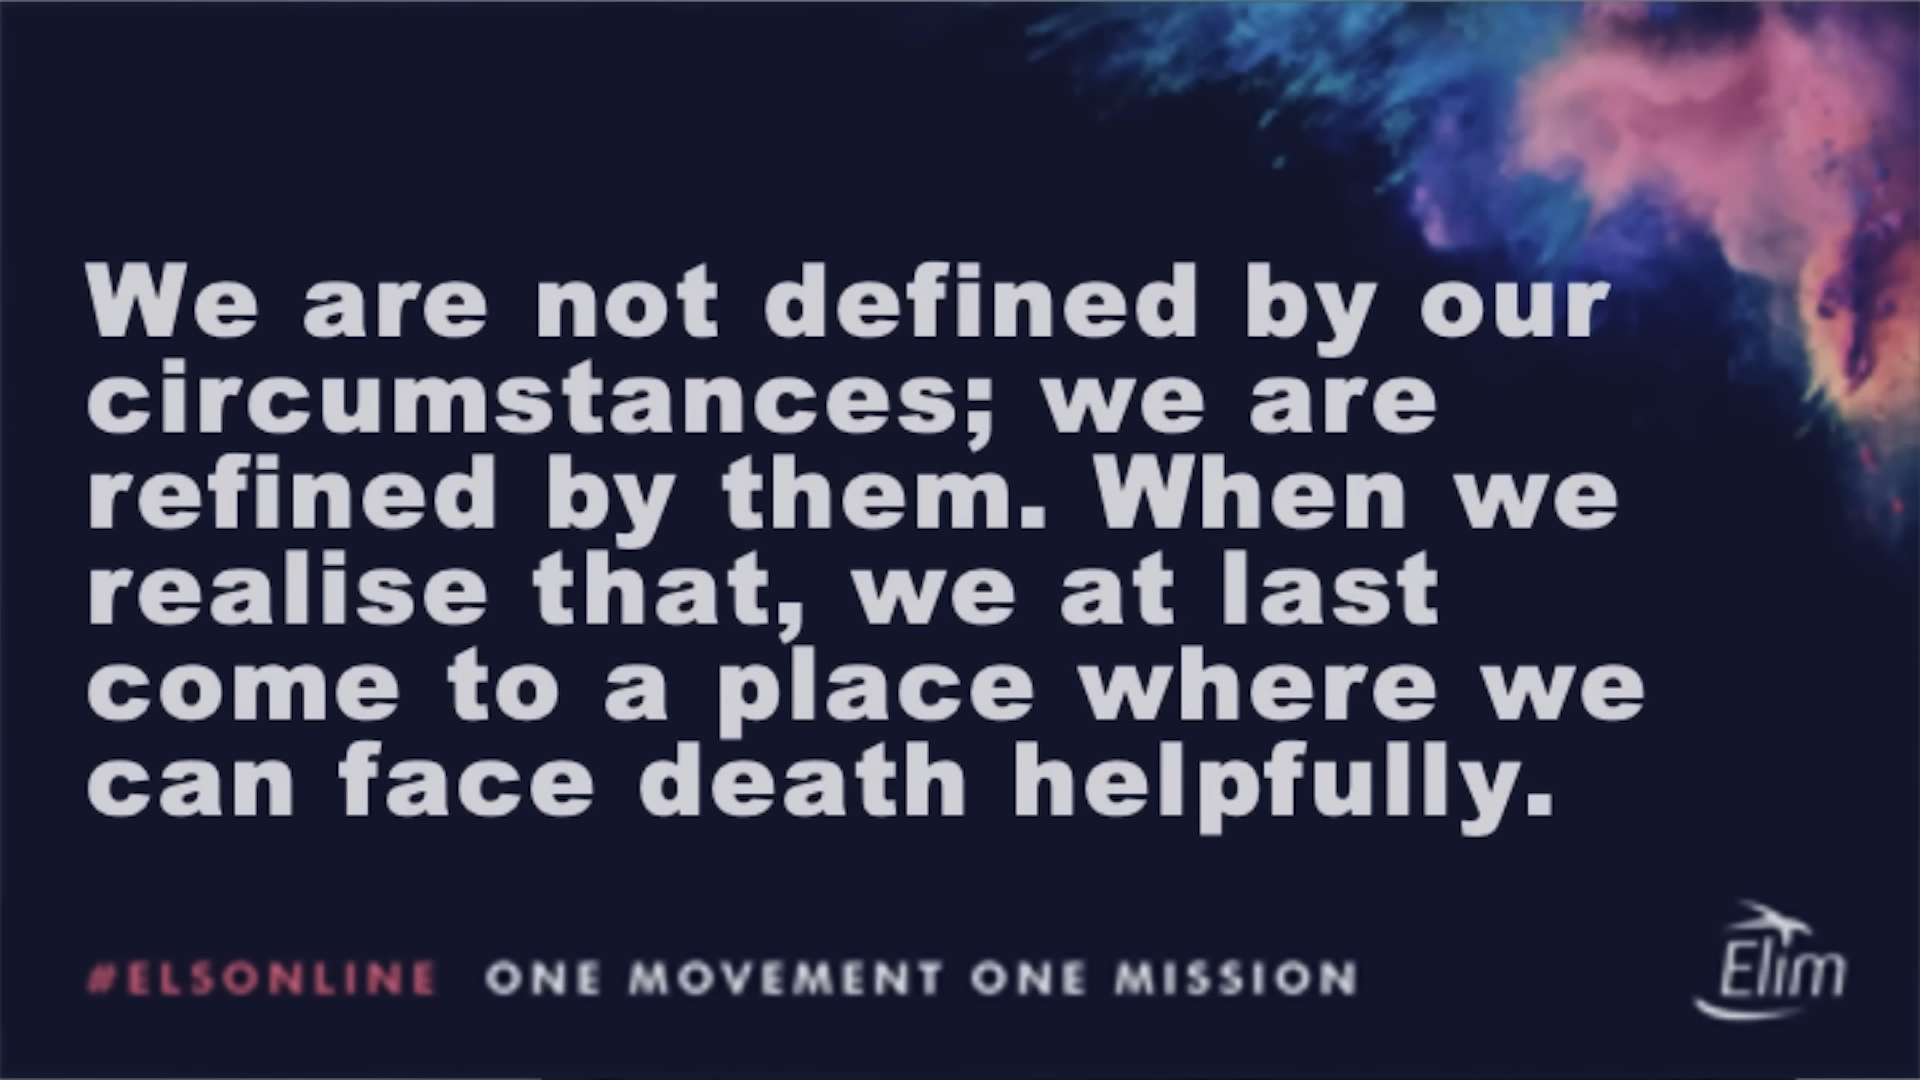 We are not defined by our
circumstances; we are
refined by them. When we
realise that, we at last
come to a place where we
can face death helpfully.
#ELSONLINE ONE MOVEMENT ONE MISSION
Elim